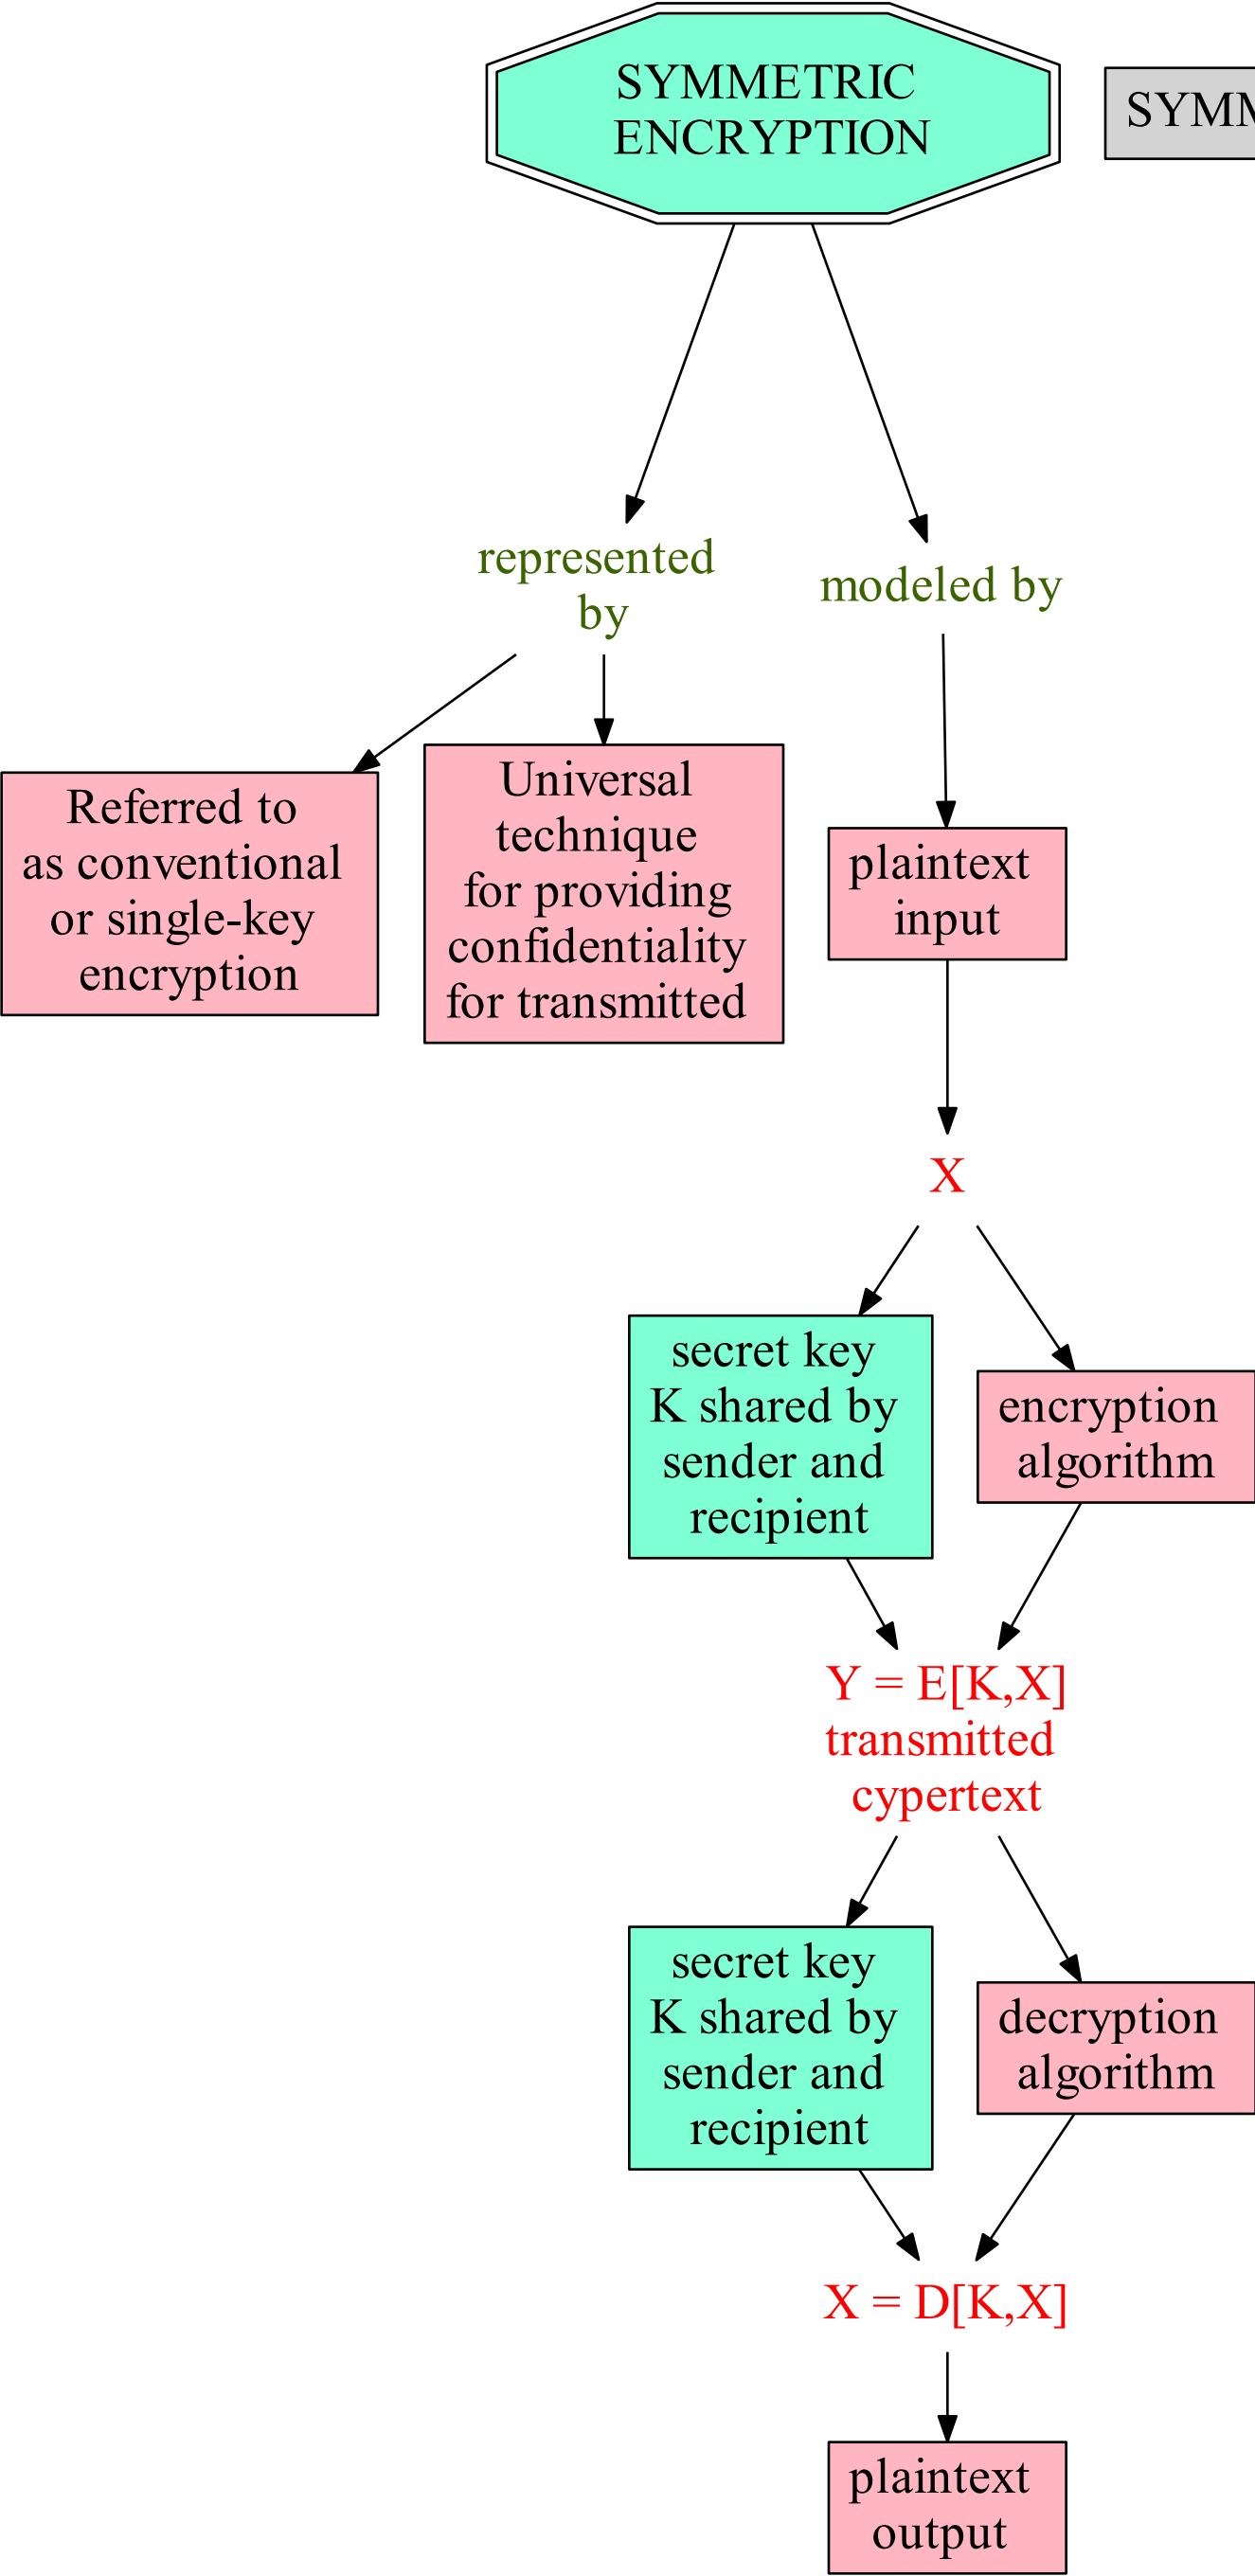 SYMMETRIC
ENCRYPTION
SYMM
represented
by
modeled by
Referred to
as conventional
or single-key
encryption
Universal
technique
for providing
confidentiality
for transmitted
plaintext
input
X
secret key
K shared by
sender and
recipient
encryption
algorithm
Y = E[K,X]
transmitted
cypertext
secret key
K shared by
sender and
recipient
decryption
algorithm
X = D[K,X]
plaintext
output